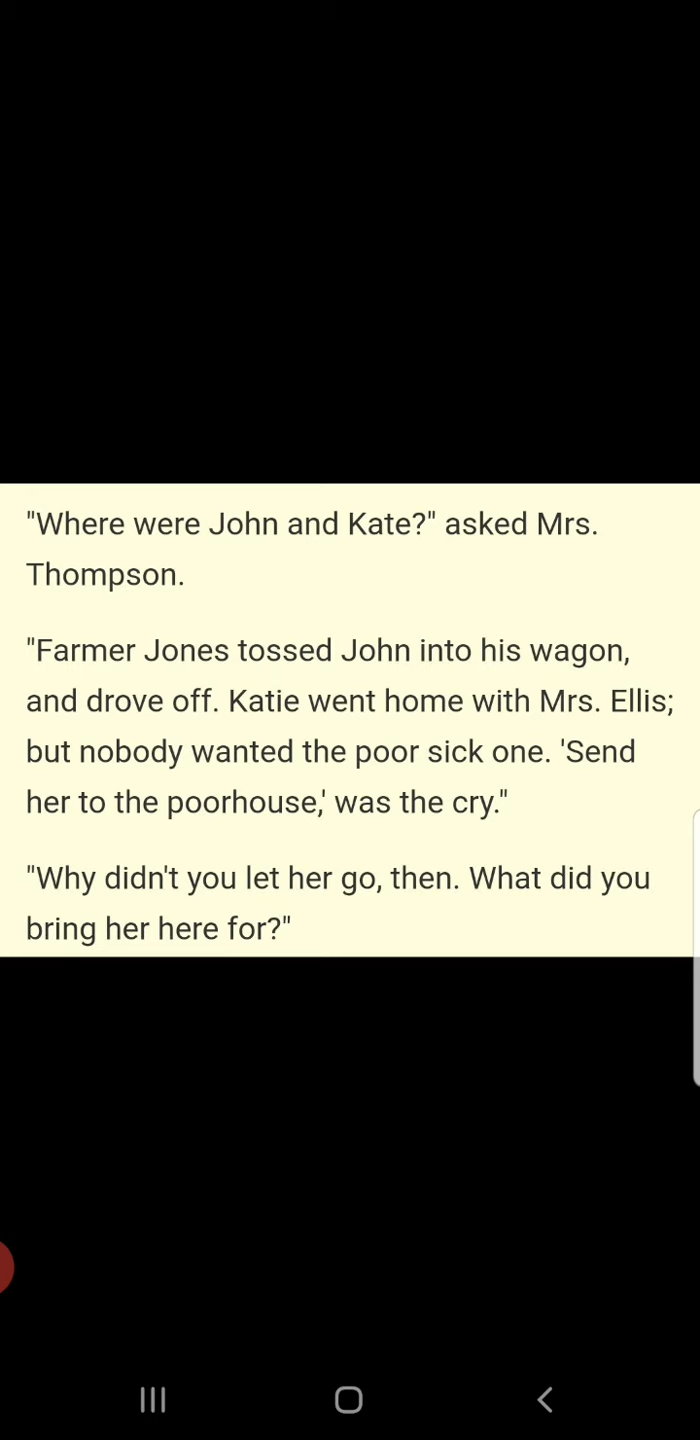 "Where were John and Kate?" asked Mrs.
Thompson.
"Farmer Jones tossed John into his wagon,
and drove off. Katie went home with Mrs. Ellis;
but nobody wanted the poor sick one. 'Send
her to the poorhouse,' was the cry."
"Why didn't you let her go, then. What did you
bring her here for?"